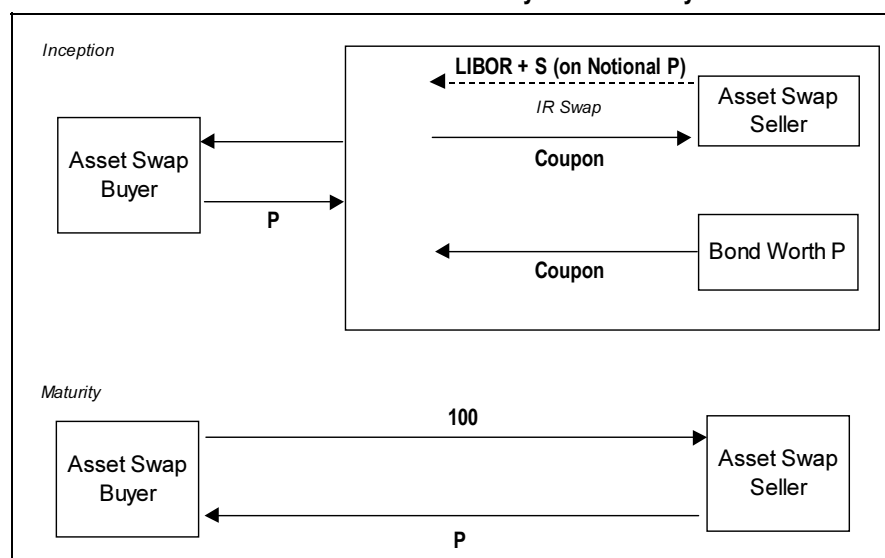 Inception
LIBOR + S (on Notional P)
IR Swap
Asset Swap
Seller
Asset Swap
Buyer
Coupon
P
Bond Worth P
Coupon
Maturity
100
Asset Swap
Buyer
Asset Swap
Seller
P